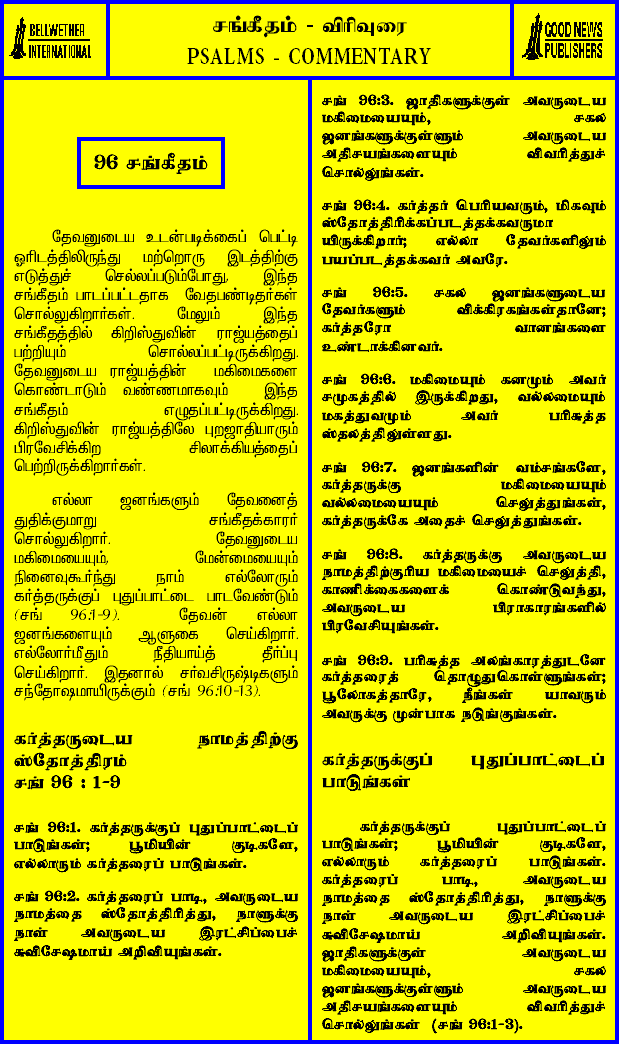 BELLWETHER
INTERNATIONAL
சங்கீதம் - விரிவுரை
PSALMS - COMMENTARY
GOOD NEWS
PUBLISHERS
96 சங்கீதம்
தேவனுடைய உடன்படிக்கைப் பெட்டி
ஓரிடத்திலிருந்து மற்றொரு இடத்திற்கு
எடுத்துச் செல்லப்படும்போது, இந்த
சங்கீதம் பாடப்பட்டதாக வேதபண்டிதர்கள்
சொல்லுகிறார்கள். மேலும் இந்த
சங்கீதத்தில் கிறிஸ்துவின் ராஜ்யத்தைப்
பற்றியும் சொல்லப்பட்டிருக்கிறது.
தேவனுடைய ராஜ்யத்தின் மகிமைகளை
கொண்டாடும் வண்ணமாகவும் இந்த
சங்கீதம் எழுதப்பட்டிருக்கிறது.
கிறிஸ்துவின் ராஜ்யத்திலே புறஜாதியாரும்
பிரவேசிக்கிற சிலாக்கியத்தைப்
பெற்றிருக்கிறார்கள்.
எல்லா ஜனங்களும் தேவனைத்
துதிக்குமாறு சங்கீதக்காரர்
சொல்லுகிறார். தேவனுடைய
மகிமையையும், மேன்மையையும்
நினைவுகூர்ந்து நாம் எல்லோரும்
கர்த்தருக்குப் புதுப்பாட்டை பாடவேண்டும்
(சங் 96:1-9). தேவன் எல்லா
ஜனங்களையும் ஆளுகை செய்கிறார்.
எல்லோர்மீதும் நீதியாய்த் தீர்ப்பு
செய்கிறார். இதனால் சர்வசிருஷ்டிகளும்
சந்தோஷமாயிருக்கும் (சங் 96:10-13).
கர்த்தருடைய நாமத்திற்கு
ஸ்தோத்திரம்
சங் 96 : 1-9
சங் 96:1. கர்த்தருக்குப் புதுப்பாட்டைப்
பாடுங்கள்; பூமியின் குடிகளே,
எல்லாரும் கர்த்தரைப் பாடுங்கள்.
சங் 96:2. கர்த்தரைப் பாடி, அவருடைய
நாமத்தை ஸ்தோத்திரித்து, நாளுக்கு
நாள் அவருடைய இரட்சிப்பைச்
சுவிசேஷமாய் அறிவியுங்கள்.
சங் 96:3. ஜாதிகளுக்குள் அவருடைய
மகிமையையும், சகல
ஜனங்களுக்குள்ளும் அவருடைய
அதிசயங்களையும் விவரித்துச்
சொல்லுங்கள்.
சங் 96:4. கர்த்தர் பெரியவரும், மிகவும்
ஸ்தோத்திரிக்கப்படத்தக்கவருமா
யிருக்கிறார்; எல்லா தேவர்களிலும்
பயப்படத்தக்கவர் அவரே.
சங் 96:5. சகல ஜனங்களுடைய
தேவர்களும் விக்கிரகங்கள்தானே;
கர்த்தரோ வானங்களை
உண்டாக்கினவர்.
சங் 96:6. மகிமையும் கனமும் அவர்
சமுகத்தில் இருக்கிறது, வல்லமையும்
மகத்துவமும் அவர் பரிசுத்த
ஸ்தலத்திலுள்ளது.
சங் 96:7. ஜனங்களின் வம்சங்களே,
கர்த்தருக்கு மகிமையையும்
வல்லமையையும் செலுத்துங்கள்,
கர்த்தருக்கே அதைச் செலுத்துங்கள்.
சங் 96:8. கர்த்தருக்கு அவருடைய
நாமத்திற்குரிய மகிமையைச் செலுத்தி,
காணிக்கைகளைக் கொண்டுவந்து,
அவருடைய பிராகாரங்களில்
பிரவேசியுங்கள்.
சங் 96:9. பரிசுத்த அலங்காரத்துடனே
கர்த்தரைத் தொழுதுகொள்ளுங்கள்;
பூலோகத்தாரே, நீங்கள் யாவரும்
அவருக்கு முன்பாக நடுங்குங்கள்.
கர்த்தருக்குப் புதுப்பாட்டைப்
பாடுங்கள்
கர்த்தருக்குப் புதுப்பாட்டைப்
பாடுங்கள்; பூமியின் குடிகளே,
எல்லாரும் கர்த்தரைப் பாடுங்கள்.
கர்த்தரைப் பாடி, அவருடைய
நாமத்தை ஸ்தோத்திரித்து, நாளுக்கு
நாள் அவருடைய இரட்சிப்பைச்
சுவிசேஷமாய் அறிவியுங்கள்.
ஜாதிகளுக்குள் அவருடைய
மகிமையையும், சகல
ஜனங்களுக்குள்ளும் அவருடைய
அதிசயங்களையும் விவரித்துச்
சொல்லுங்கள் (சங் 96:1-3).